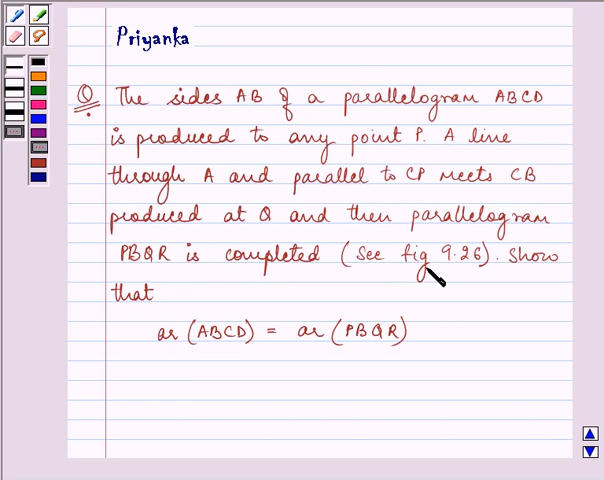 Priyanka
Q The sides AB of a parallelogram ABCD
is produced to any point P. A line
through A and parallel to CP meets CB
produced at Q and then parallelogram
PBQR is completed (See fig 9.26). Show
that
ar (ABCD) = ar (PBQR)